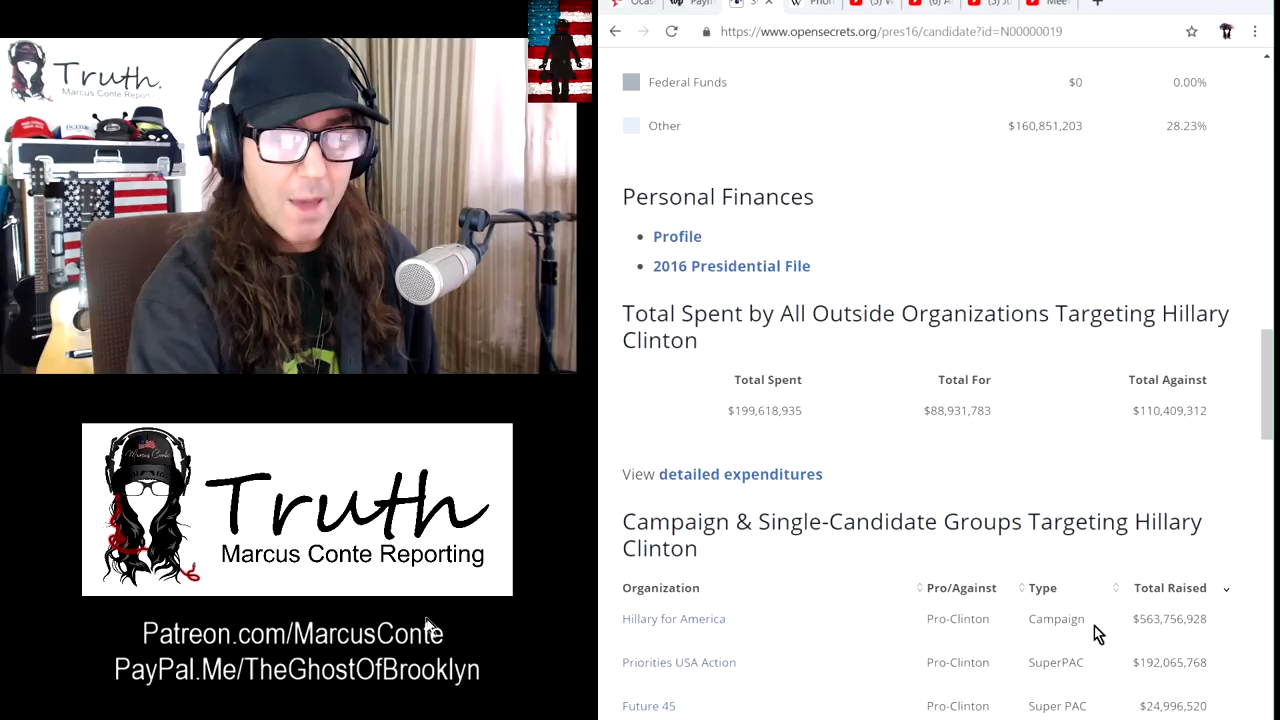 Truth.
Marcus Conte Report
Truth
Marcus Conte Reporting
Patreon.com/MarcusConte
PayPal.Me/TheGhostOfBrooklyn
https://www.opensecrets.org/pres16/candidate?id=N00000019
Federal Funds $0 0.00%
Other $160,851,203 28.23%
Personal Finances
• Profile
• 2016 Presidential File
Total Spent by All Outside Organizations Targeting Hillary
Clinton
Total Spent Total For Total Against
$199,618,935 $88,931,783 $110,409,312
View detailed expenditures
Campaign & Single-Candidate Groups Targeting Hillary
Clinton
Organization Pro/Against Type Total Raised
Hillary for America Pro-Clinton Campaign $563,756,928
Priorities USA Action Pro-Clinton SuperPAC $192,065,768
Future 45 Pro-Clinton Super PAC $24,996,520